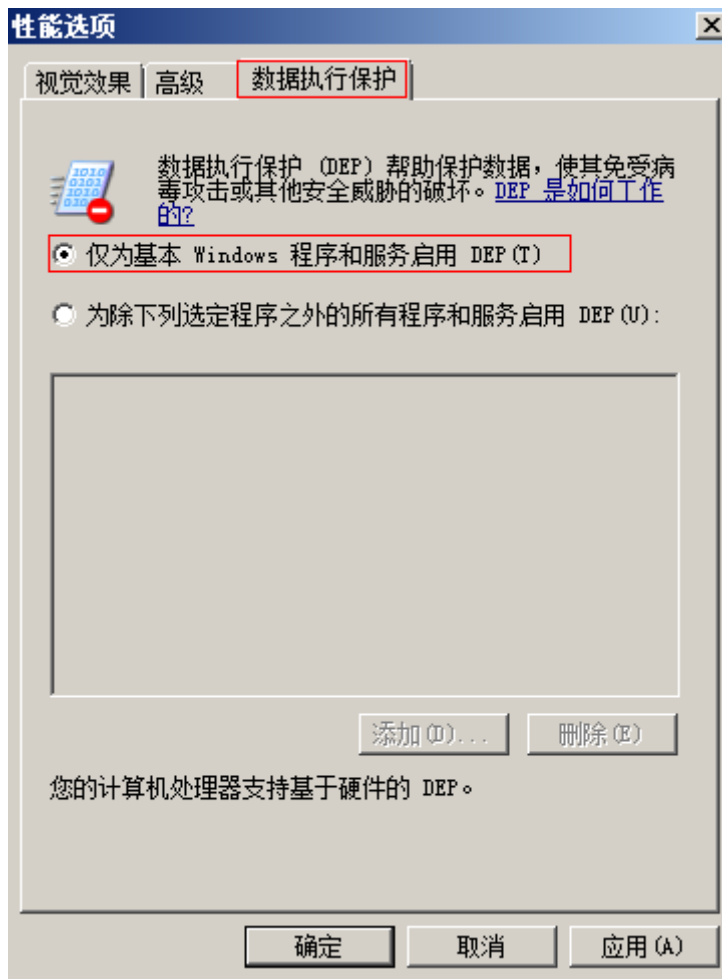 性能选项
视觉效果 高级 数据执行保护
数据执行保护 (DEP) 帮助保护数据，使其免受病
毒攻击或其他安全威胁的破坏。DEP 是如何工作
的?
仅为基本 Windows 程序和服务启用 DEP(T)
为除下列选定程序之外的所有程序和服务启用 DEP(U):
添加(D)... 删除(E)
您的计算机处理器支持基于硬件的 DEP。
确定 取消 应用(A)